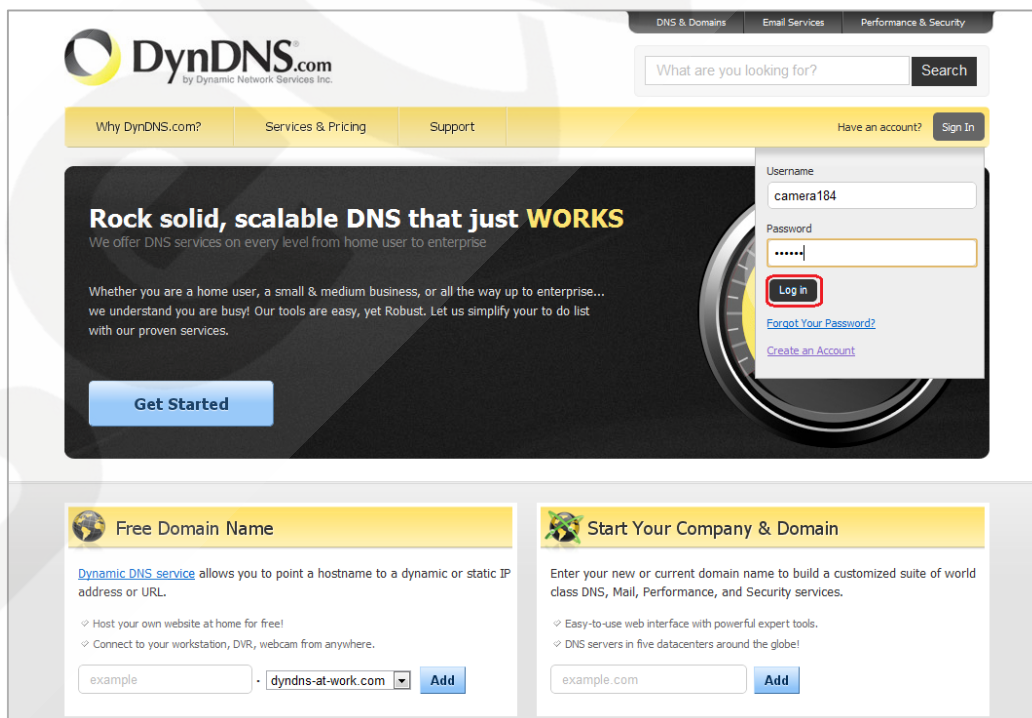 DNS & Domains Email Services Performance & Security
DynDNS.com
by Dynamic Network Services Inc.
What are you looking for? Search
Why DynDNS.com? Services & Pricing Support Have an account? Sign In
Username
camera184
Password
••••••
Log in
Forgot Your Password?
Create an Account
Rock solid, scalable DNS that just WORKS
We offer DNS services on every level from home user to enterprise
Whether you are a home user, a small & medium business, or all the way up to enterprise...
we understand you are busy! Our tools are easy, yet Robust. Let us simplify your to do list
with our proven services.
Get Started
Free Domain Name
Dynamic DNS service allows you to point a hostname to a dynamic or static IP
address or URL.
Host your own website at home for free!
Connect to your workstation, DVR, webcam from anywhere.
example . dyndns-at-work.com Add
Start Your Company & Domain
Enter your new or current domain name to build a customized suite of world
class DNS, Mail, Performance, and Security services.
Easy-to-use web interface with powerful expert tools.
DNS servers in five datacenters around the globe!
example.com Add